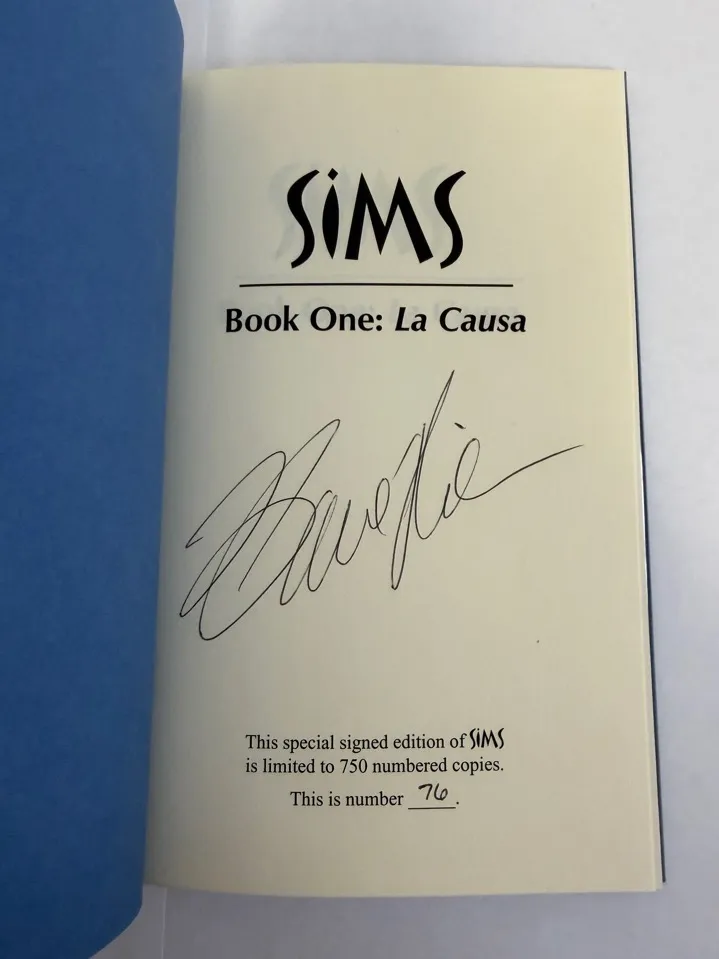 SiMS
Book One: La Causa
This special signed edition of SiMS
is limited to 750 numbered copies.
This is number 76.